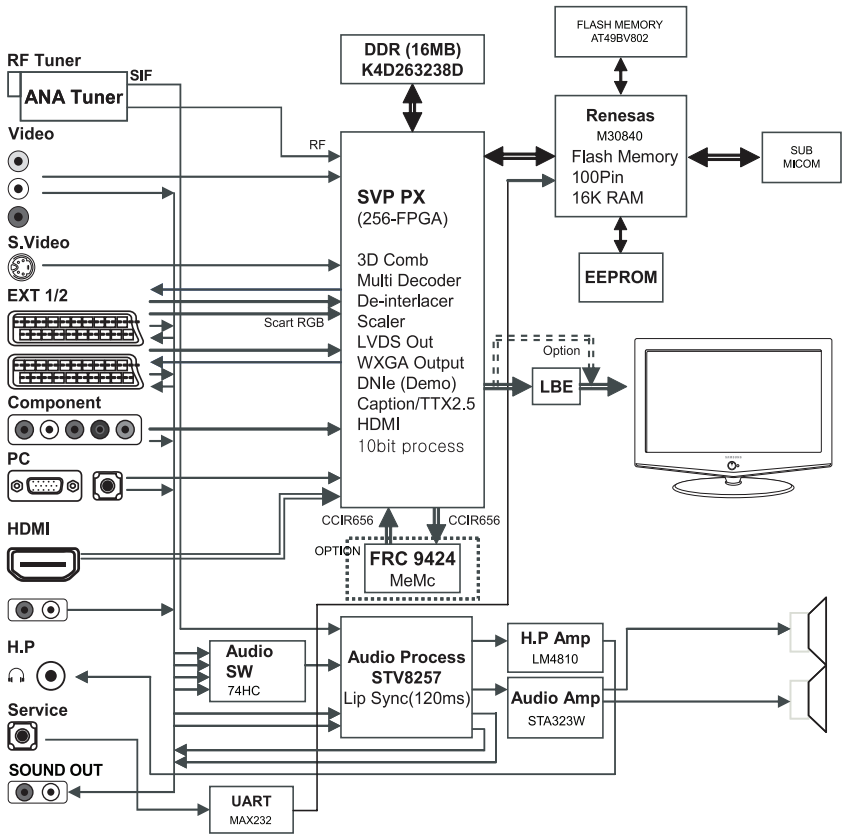 RF Tuner
SIF
ANA Tuner
Video
S.Video
EXT 1/2
Component
PC
HDMI
H.P
Service
SOUND OUT
DDR (16MB)
K4D263238D
RF
Scart RGB
SVP PX
(256-FPGA)
3D Comb
Multi Decoder
De-interlacer
Scaler
LVDS Out
WXGA Output
DNIe (Demo)
Caption/TTX2.5
HDMI
10bit process
FLASH MEMORY
AT49BV802
Renesas
M30840
Flash Memory
100Pin
16K RAM
SUB
MICOM
EEPROM
Option
LBE
SAMSUNG
CCIR656
CCIR656
OPTION
FRC 9424
MeMc
Audio
SW
74HC
Audio Process
STV8257
Lip Sync(120ms)
H.P Amp
LM4810
Audio Amp
STA323W
UART
MAX232